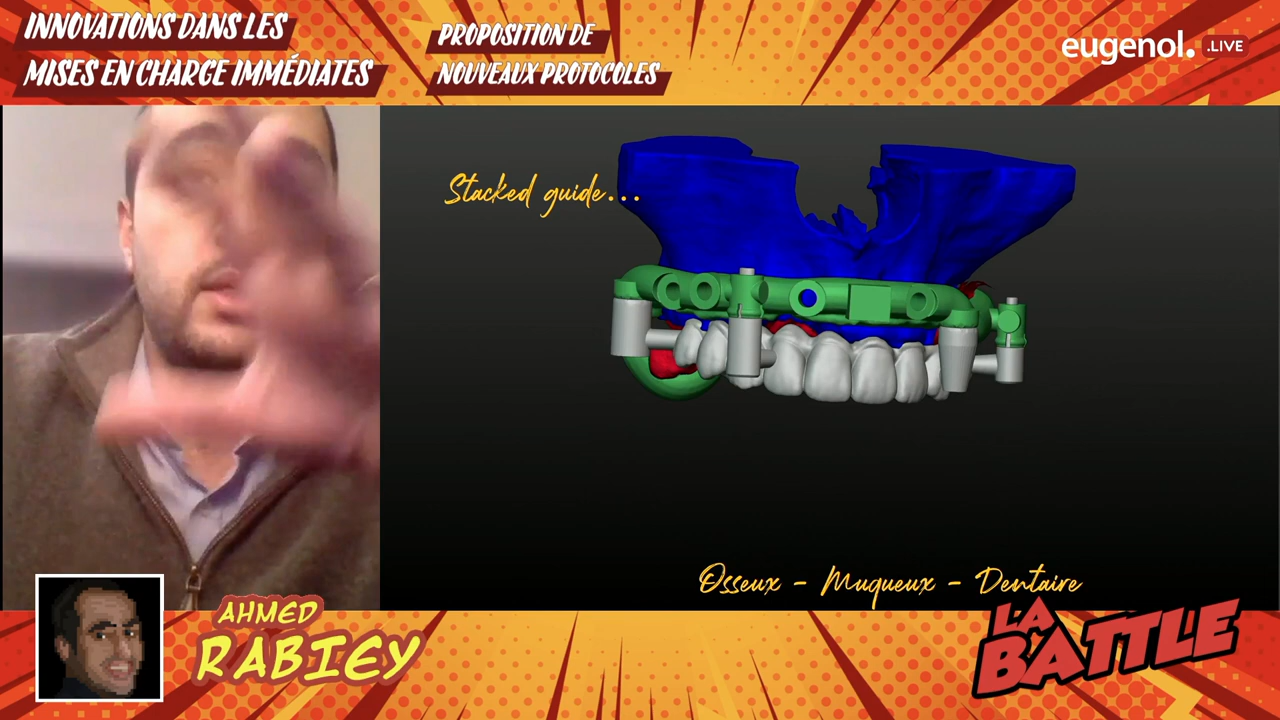 INNOVATIONS DANS LES
MISES EN CHARGE IMMÉDIATES
PROPOSITION DE
NOUVEAUX PROTOCOLES
eugenol. .LIVE
Stacked guide...
Osseux - Muqueux - Dentaire
AHMED
RABIEY
LA
BATTLE